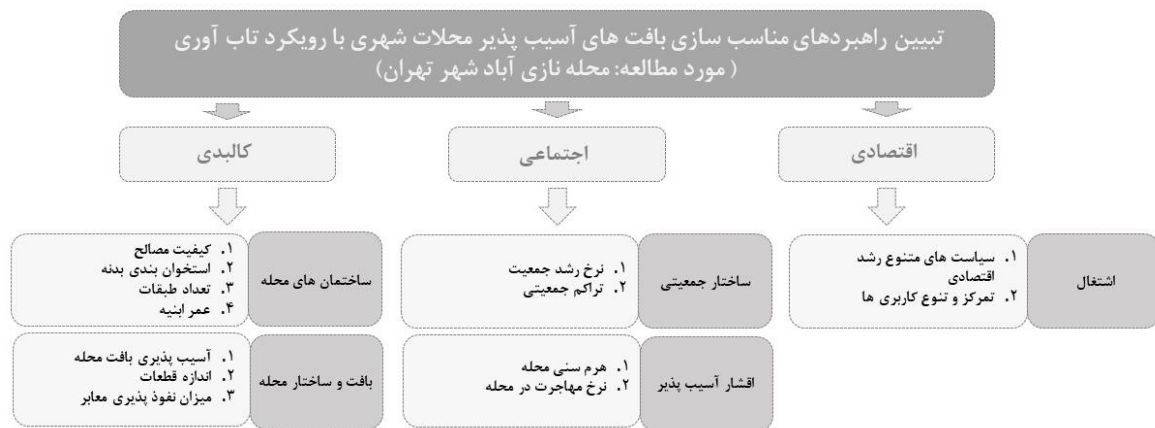 تبیین راهبردهای مناسب سازی بافت های آسیب پذیر محلات شهری با رویکرد تاب آوری
( مورد مطالعه: محله نازی آباد شهر تهران)
اقتصادی
اجتماعی
کالبدی
اشتغال
۱. سیاست های متنوع رشد
اقتصادی
۲. تمرکز و تنوع کاربری ها
ساختار جمعیتی
۱. نرخ رشد جمعیت
۲. تراکم جمعیتی
اقشار آسیب پذیر
۱. هرم سنی محله
۲. نرخ مهاجرت در محله
ساختمان های محله
۱. کیفیت مصالح
۲. استخوان بندی بدنه
۳. تعداد طبقات
۴. عمر ابنیه
بافت و ساختار محله
۱. آسیب پذیری بافت محله
۲. اندازه قطعات
۳. میزان نفوذ پذیری معابر